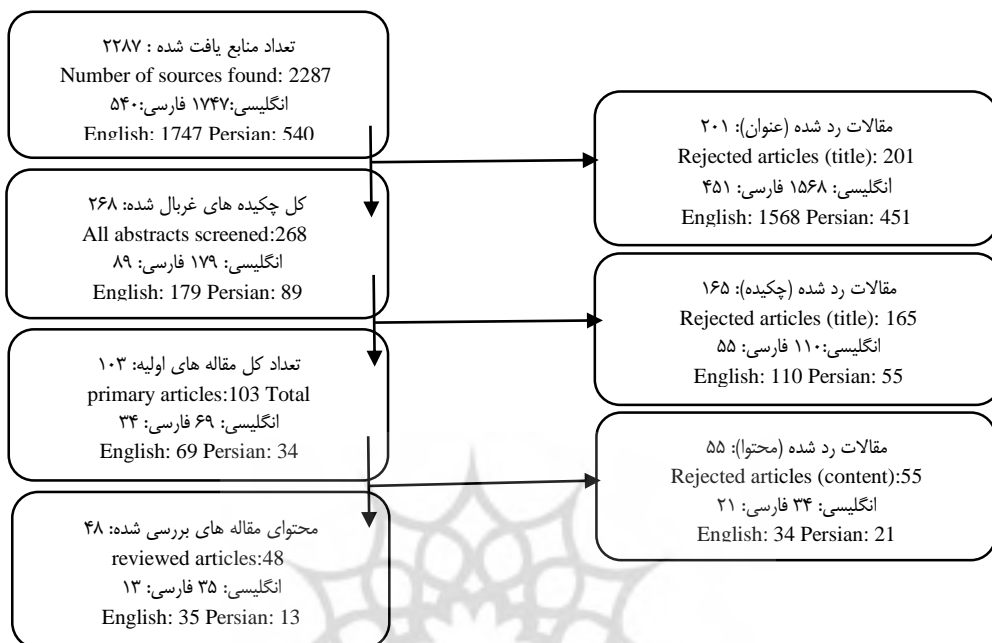 تعداد منابع یافت شده : ۲۲۸۷
Number of sources found: 2287
انگلیسی:۱۷۴۷ فارسی:۵۴۰
English: 1747 Persian: 540
مقالات رد شده (عنوان): ۲۰۱
Rejected articles (title): 201
انگلیسی: ۱۵۶۸ فارسی: ۴۵۱
English: 1568 Persian: 451
کل چکیده های غربال شده: ۲۶۸
All abstracts screened:268
انگلیسی: ۱۷۹ فارسی: ۸۹
English: 179 Persian: 89
مقالات رد شده (چکیده): ۱۶۵
Rejected articles (title): 165
انگلیسی:۱۱۰ فارسی: ۵۵
English: 110 Persian: 55
تعداد کل مقاله های اولیه: ۱۰۳
primary articles:103 Total
انگلیسی: ۶۹ فارسی: ۳۴
English: 69 Persian: 34
مقالات رد شده (محتوا): ۵۵
Rejected articles (content):55
انگلیسی: ۳۴ فارسی: ۲۱
English: 34 Persian: 21
محتوای مقاله های بررسی شده: ۴۸
reviewed articles:48
انگلیسی: ۳۵ فارسی: ۱۳
English: 35 Persian: 13